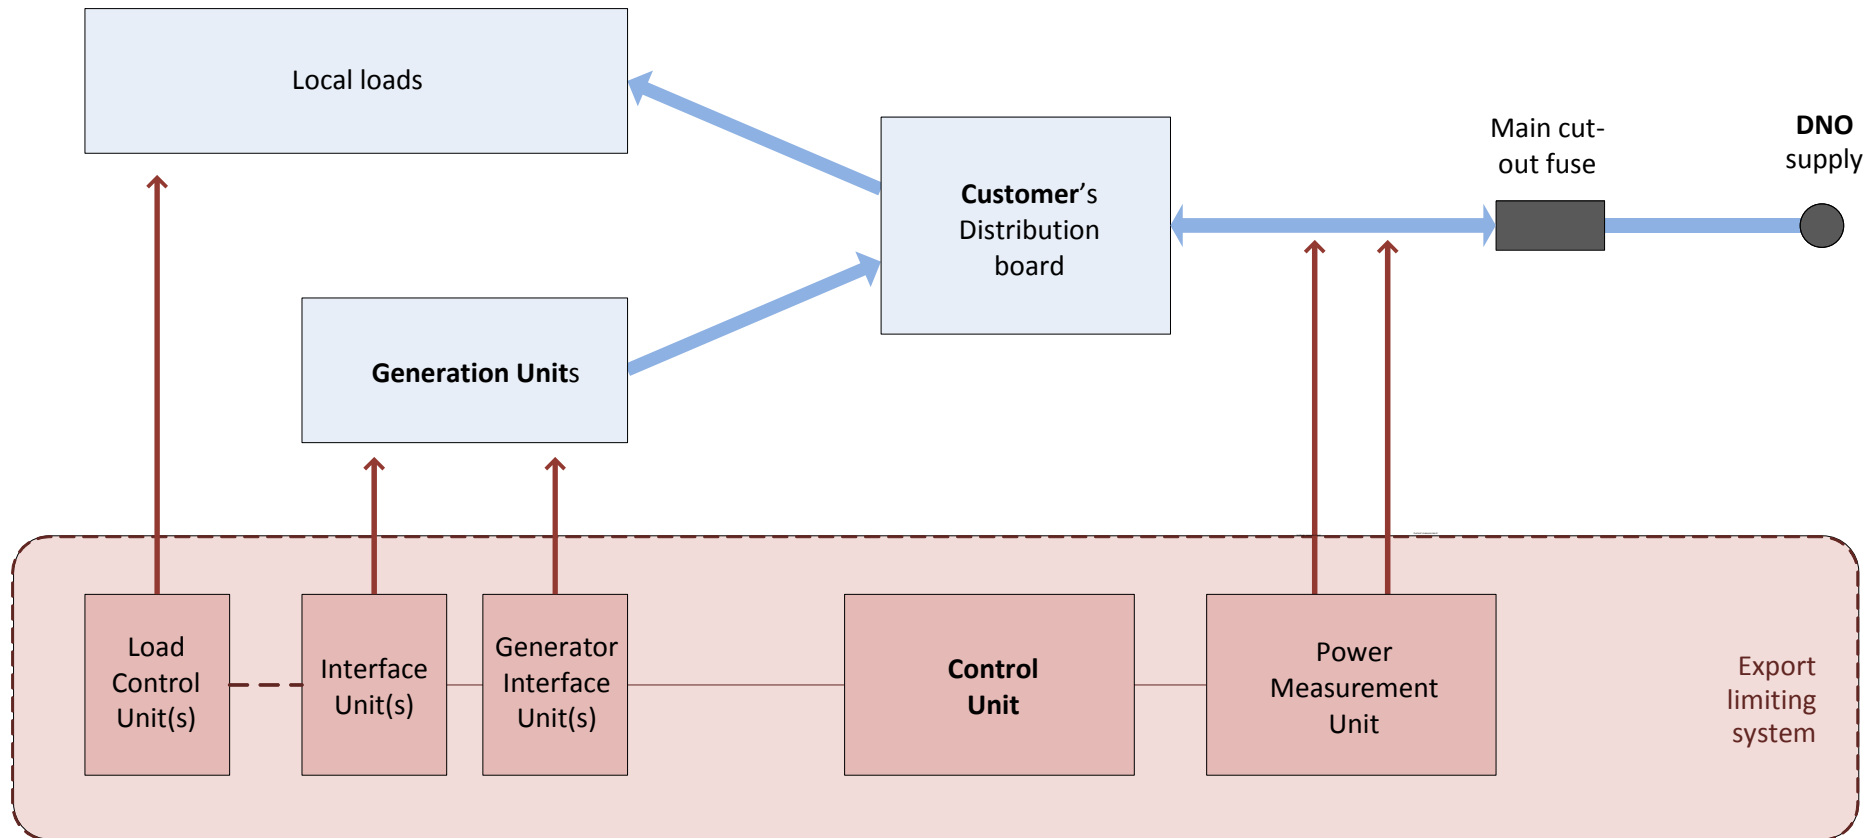 Local loads
Main cut-
out fuse
DNO
supply
Customer's
Distribution
board
Generation Units
Load
Control
Unit(s)
Interface
Unit(s)
Generator
Interface
Unit(s)
Control
Unit
Power
Measurement
Unit
Export
limiting
system